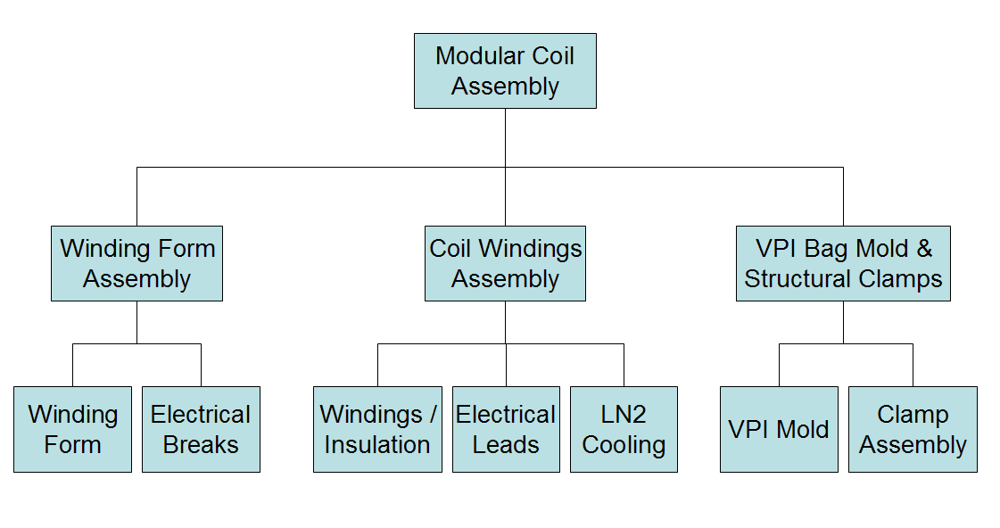 Modular Coil
Assembly
Winding Form
Assembly
Coil Windings
Assembly
VPI Bag Mold &
Structural Clamps
Winding
Form
Electrical
Breaks
Windings /
Insulation
Electrical
Leads
LN2
Cooling
VPI Mold
Clamp
Assembly